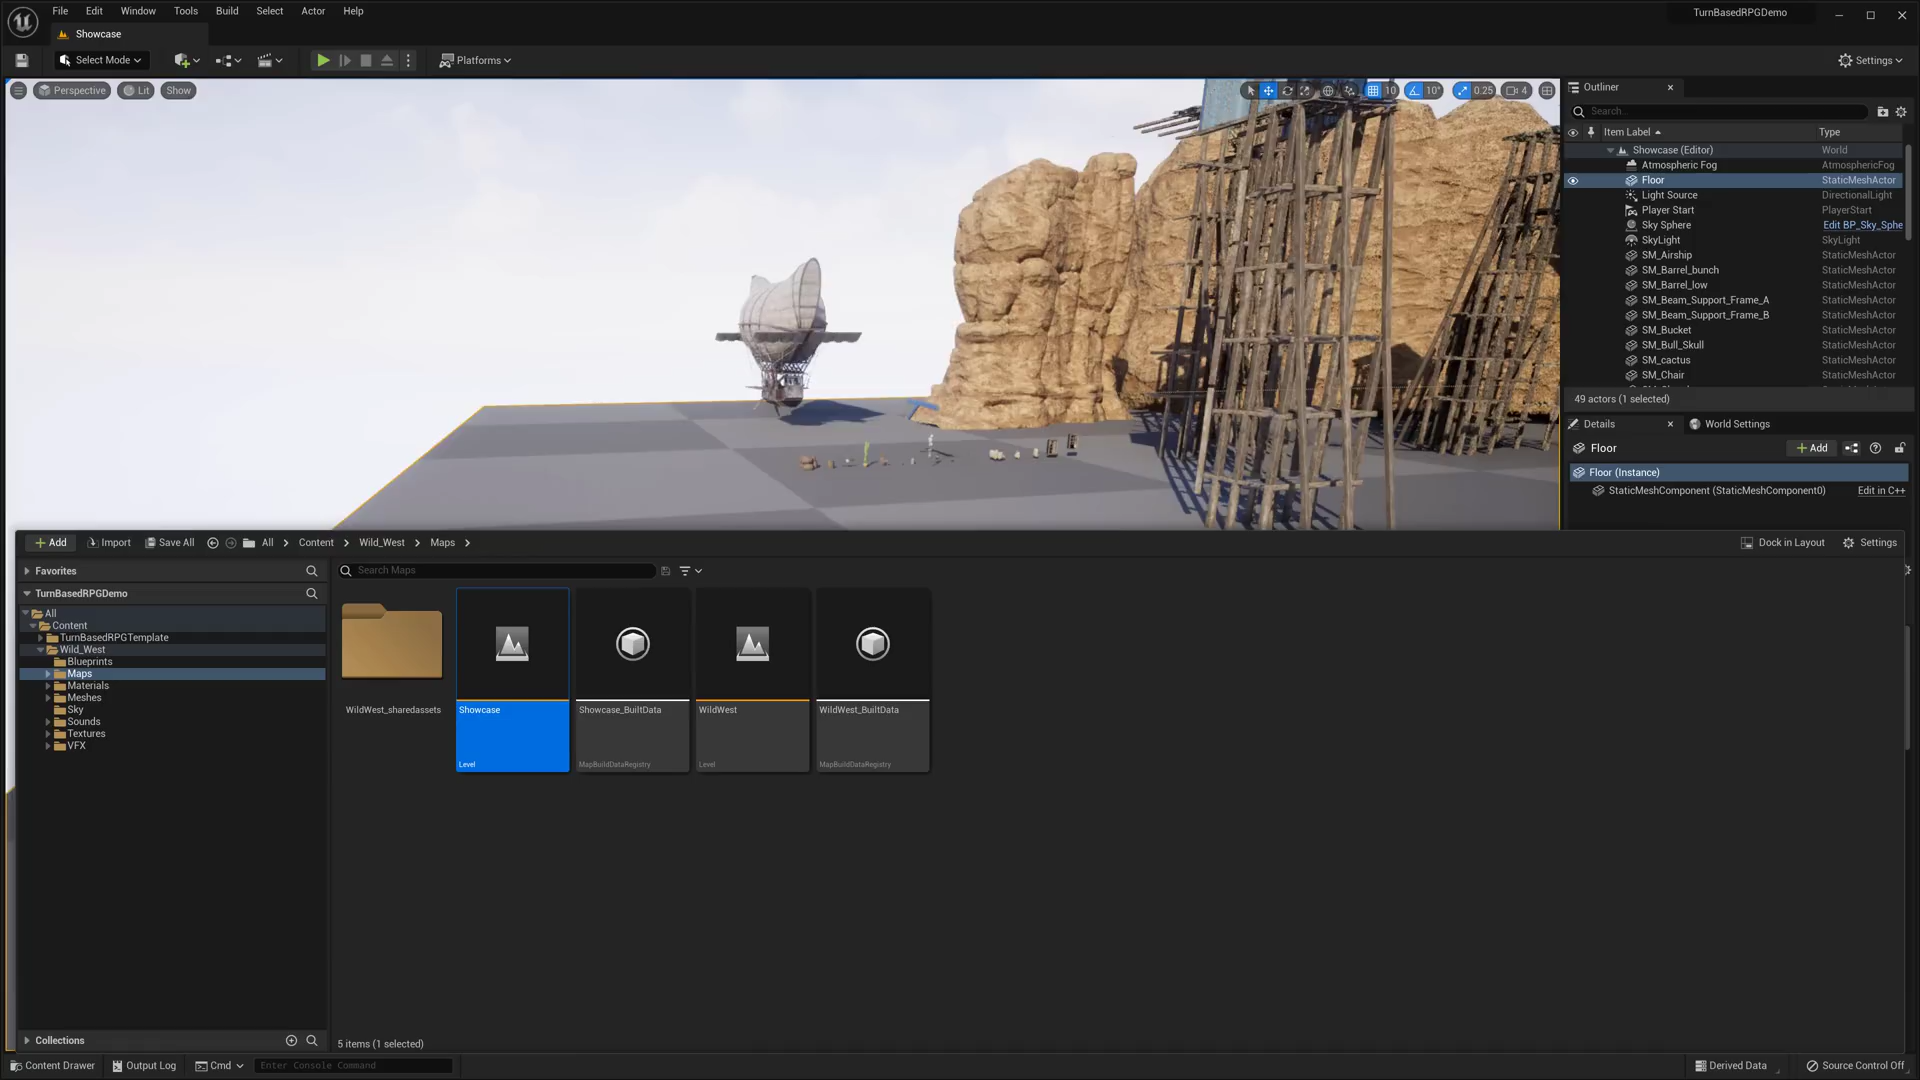 File Edit Window Tools Build Select Actor Help
TurnBasedRPGDemo
Showcase
Select Mode
Platforms
Settings
Perspective Lit Show
10 10° 0.25 4
Outliner
Search...
Item Label Type
Showcase (Editor) World
Atmospheric Fog AtmosphericFog
Floor StaticMeshActor
Light Source DirectionalLight
Player Start PlayerStart
Sky Sphere Edit BP_Sky_Sphe
SkyLight SkyLight
SM_Airship StaticMeshActor
SM_Barrel_bunch StaticMeshActor
SM_Barrel_low StaticMeshActor
SM_Beam_Support_Frame_A StaticMeshActor
SM_Beam_Support_Frame_B StaticMeshActor
SM_Bucket StaticMeshActor
SM_Bull_Skull StaticMeshActor
SM_cactus StaticMeshActor
SM_Chair StaticMeshActor
49 actors (1 selected)
Details World Settings
Floor Add
Floor (Instance)
StaticMeshComponent (StaticMeshComponent0) Edit in C++
Add Import Save All All Content Wild_West Maps
Dock in Layout Settings
Favorites
TurnBasedRPGDemo
All
Content
TurnBasedRPGTemplate
Wild_West
Blueprints
Maps
Materials
Meshes
Sky
Sounds
Textures
VFX
Collections
Search Maps
WildWest_sharedassets
Showcase
Level
Showcase_BuiltData
MapBuildDataRegistry
WildWest
Level
WildWest_BuiltData
MapBuildDataRegistry
5 items (1 selected)
Content Drawer Output Log Cmd Enter Console Command
Derived Data Source Control Off